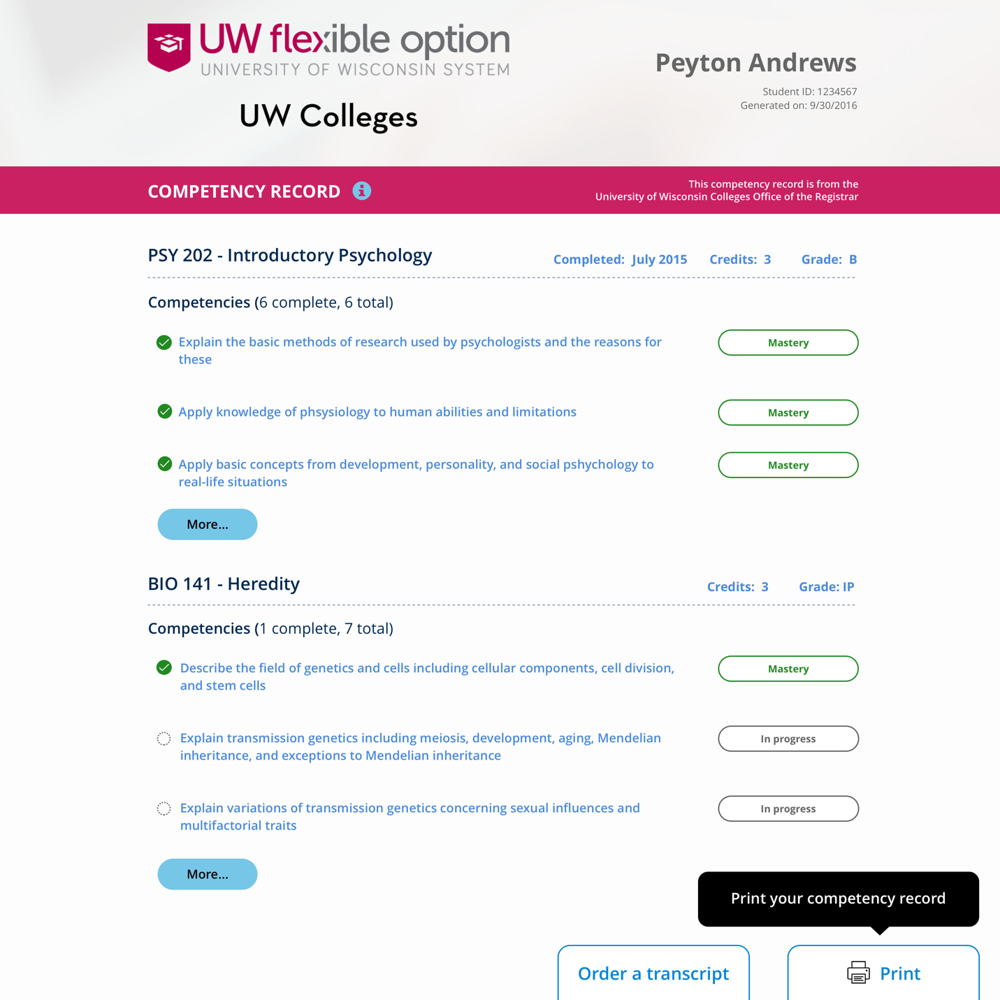 UW flexible option
UNIVERSITY OF WISCONSIN SYSTEM
UW Colleges
Peyton Andrews
Student ID: 1234567
Generated on: 9/30/2016
COMPETENCY RECORD i
This competency record is from the
University of Wisconsin Colleges Office of the Registrar
PSY 202 - Introductory Psychology Completed: July 2015 Credits: 3 Grade: B
Competencies (6 complete, 6 total)
Explain the basic methods of research used by psychologists and the reasons for
these
Mastery
Apply knowledge of phsysiology to human abilities and limitations
Mastery
Apply basic concepts from development, personality, and social pshychology to
real-life situations
Mastery
More...
BIO 141 - Heredity Credits: 3 Grade: IP
Competencies (1 complete, 7 total)
Describe the field of genetics and cells including cellular components, cell division,
and stem cells
Mastery
Explain transmission genetics including meiosis, development, aging, Mendelian
inheritance, and exceptions to Mendelian inheritance
In progress
Explain variations of transmission genetics concerning sexual influences and
multifactorial traits
In progress
More...
Print your competency record
Order a transcript
Print